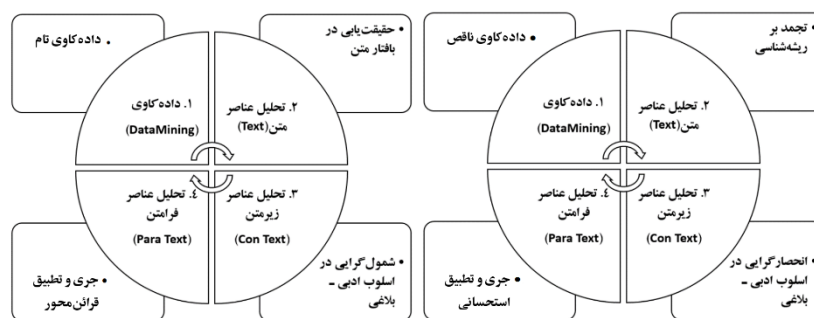 • داده‌کاوی تام
• حقیقت‌یابی در
بافتار متن
۱. داده‌کاوی
(DataMining)
۲. تحلیل عناصر
متن (Text)
۴. تحلیل عناصر
فرامتن
(Para Text)
۳. تحلیل عناصر
زیرمتن
(Con Text)
• جری و تطبیق
قرائن‌محور
• شمول‌گرایی در
اسلوب ادبی ـ
بلاغی
• داده‌کاوی ناقص
• تجمد بر
ریشه‌شناسی
۱. داده‌کاوی
(DataMining)
۲. تحلیل عناصر
متن (Text)
۴. تحلیل عناصر
فرامتن
(Para Text)
۳. تحلیل عناصر
زیرمتن
(Con Text)
• جری و تطبیق
استحسانی
• انحصارگرایی در
اسلوب ادبی ـ
بلاغی